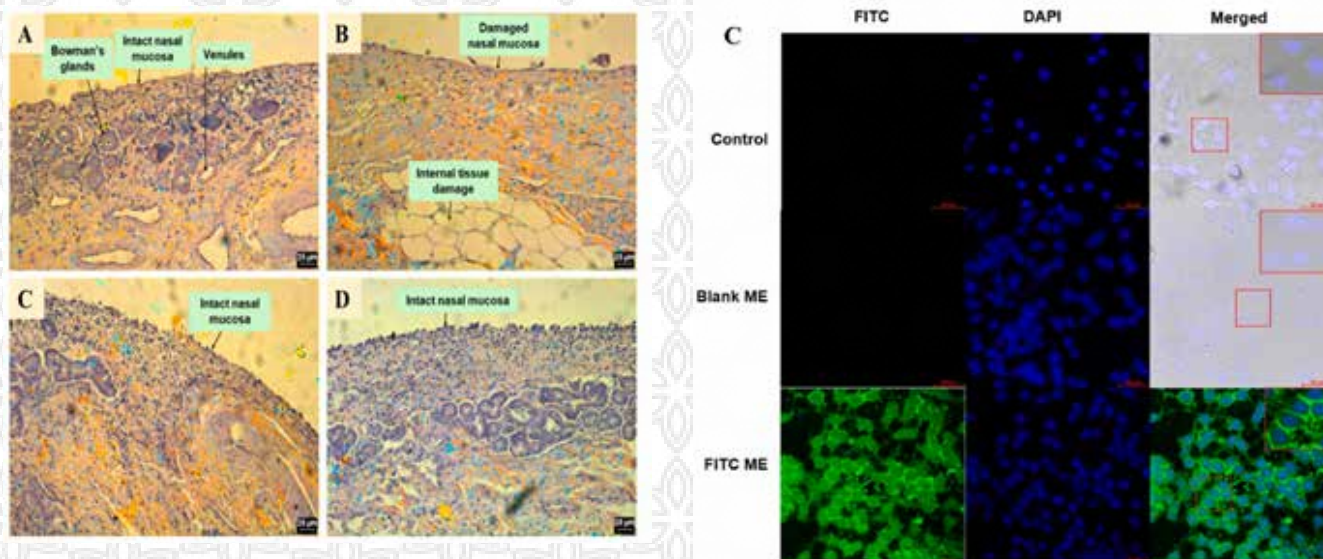 A
Bowman's
glands
Intact nasal
mucosa
Venules
B
Damaged
nasal mucosa
Internal tissue
damage
C
Intact nasal
mucosa
D
Intact nasal mucosa
C
FITC
DAPI
Merged
Control
Blank ME
FITC ME